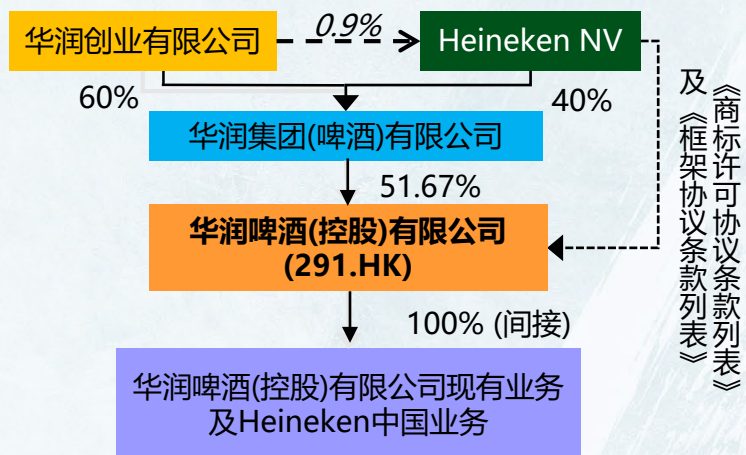 华润创业有限公司
0.9%
Heineken NV
60%
40%
华润集团(啤酒)有限公司
51.67%
华润啤酒(控股)有限公司
(291.HK)
100% (间接)
华润啤酒(控股)有限公司现有业务
及Heineken中国业务
《商标许可协议条款列表》
及《框架协议条款列表》